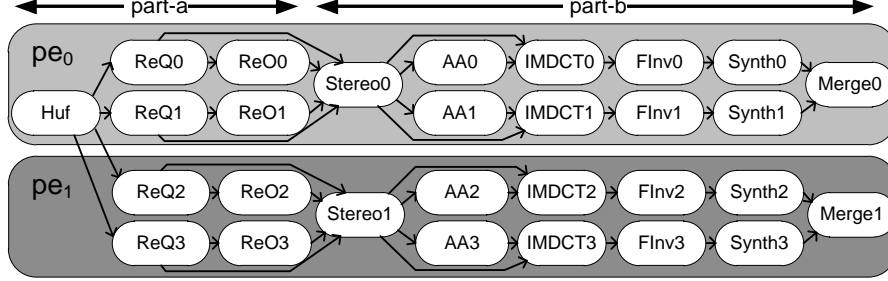 part-a part-b
pe0
ReQ0 ReO0 AA0 IMDCT0 FInv0 Synth0
Huf Stereo0 Merge0
ReQ1 ReO1 AA1 IMDCT1 FInv1 Synth1
pe1
ReQ2 ReO2 AA2 IMDCT2 FInv2 Synth2
Stereo1 Merge1
ReQ3 ReO3 AA3 IMDCT3 FInv3 Synth3